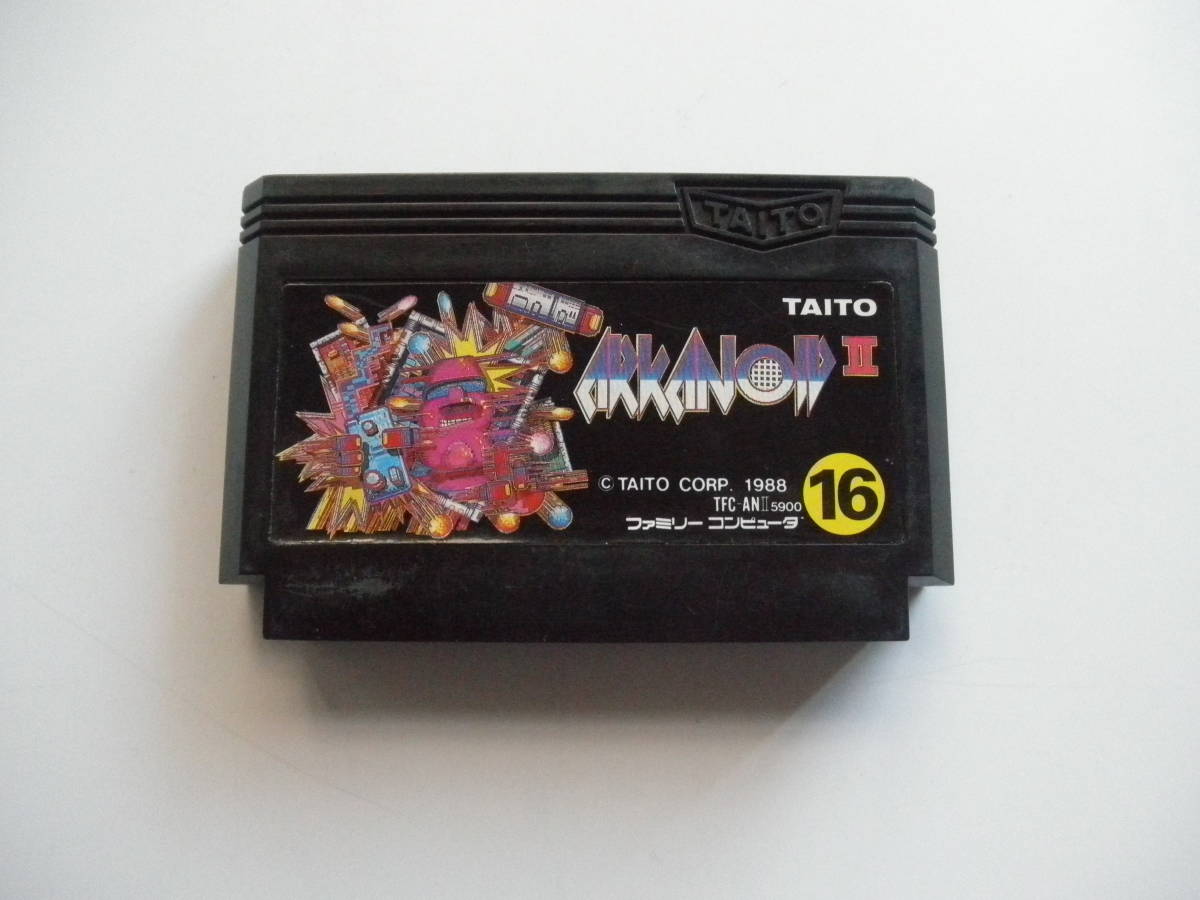 TAITO
TAITO
ARKANOID II
© TAITO CORP. 1988
TFC-ANII 5900
ファミリー コンピュータ
16